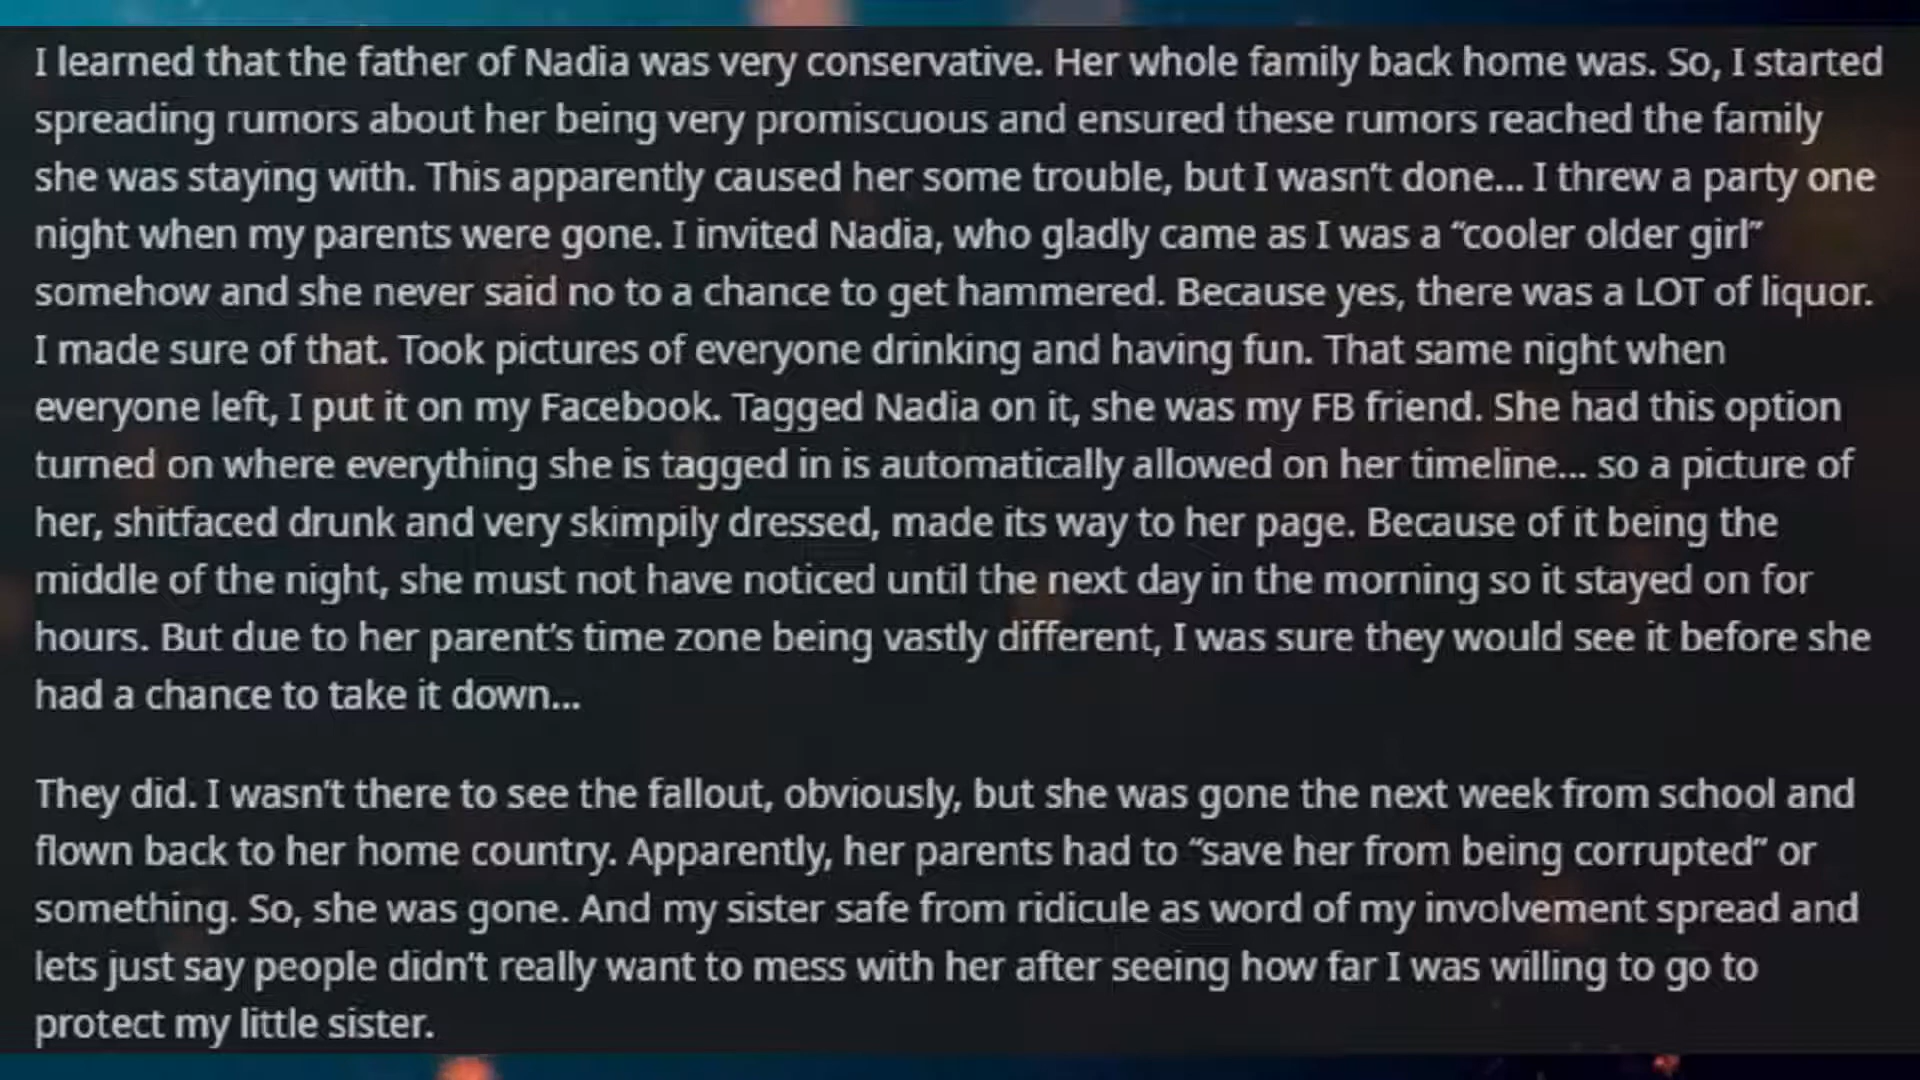 I learned that the father of Nadia was very conservative. Her whole family back home was. So, I started
spreading rumors about her being very promiscuous and ensured these rumors reached the family
she was staying with. This apparently caused her some trouble, but I wasn't done... I threw a party one
night when my parents were gone. I invited Nadia, who gladly came as I was a “cooler older girl”
somehow and she never said no to a chance to get hammered. Because yes, there was a LOT of liquor.
I made sure of that. Took pictures of everyone drinking and having fun. That same night when
everyone left, I put it on my Facebook. Tagged Nadia on it, she was my FB friend. She had this option
turned on where everything she is tagged in is automatically allowed on her timeline... so a picture of
her, shitfaced drunk and very skimpily dressed, made its way to her page. Because of it being the
middle of the night, she must not have noticed until the next day in the morning so it stayed on for
hours. But due to her parent's time zone being vastly different, I was sure they would see it before she
had a chance to take it down...
They did. I wasn't there to see the fallout, obviously, but she was gone the next week from school and
flown back to her home country. Apparently, her parents had to “save her from being corrupted” or
something. So, she was gone. And my sister safe from ridicule as word of my involvement spread and
lets just say people didn't really want to mess with her after seeing how far I was willing to go to
protect my little sister.